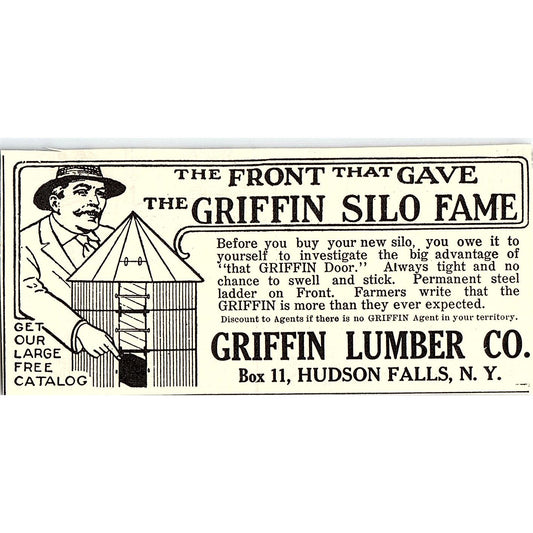 THE FRONT THAT GAVE
THE GRIFFIN SILO FAME
Before you buy your new silo, you owe it to
yourself to investigate the big advantage of
"that GRIFFIN Door." Always tight and no
chance to swell and stick. Permanent steel
ladder on Front. Farmers write that the
GRIFFIN is more than they ever expected.
Discount to Agents if there is no GRIFFIN Agent in your territory.
GRIFFIN LUMBER CO.
Box 11, HUDSON FALLS, N. Y.
GET
OUR
LARGE
FREE
CATALOG